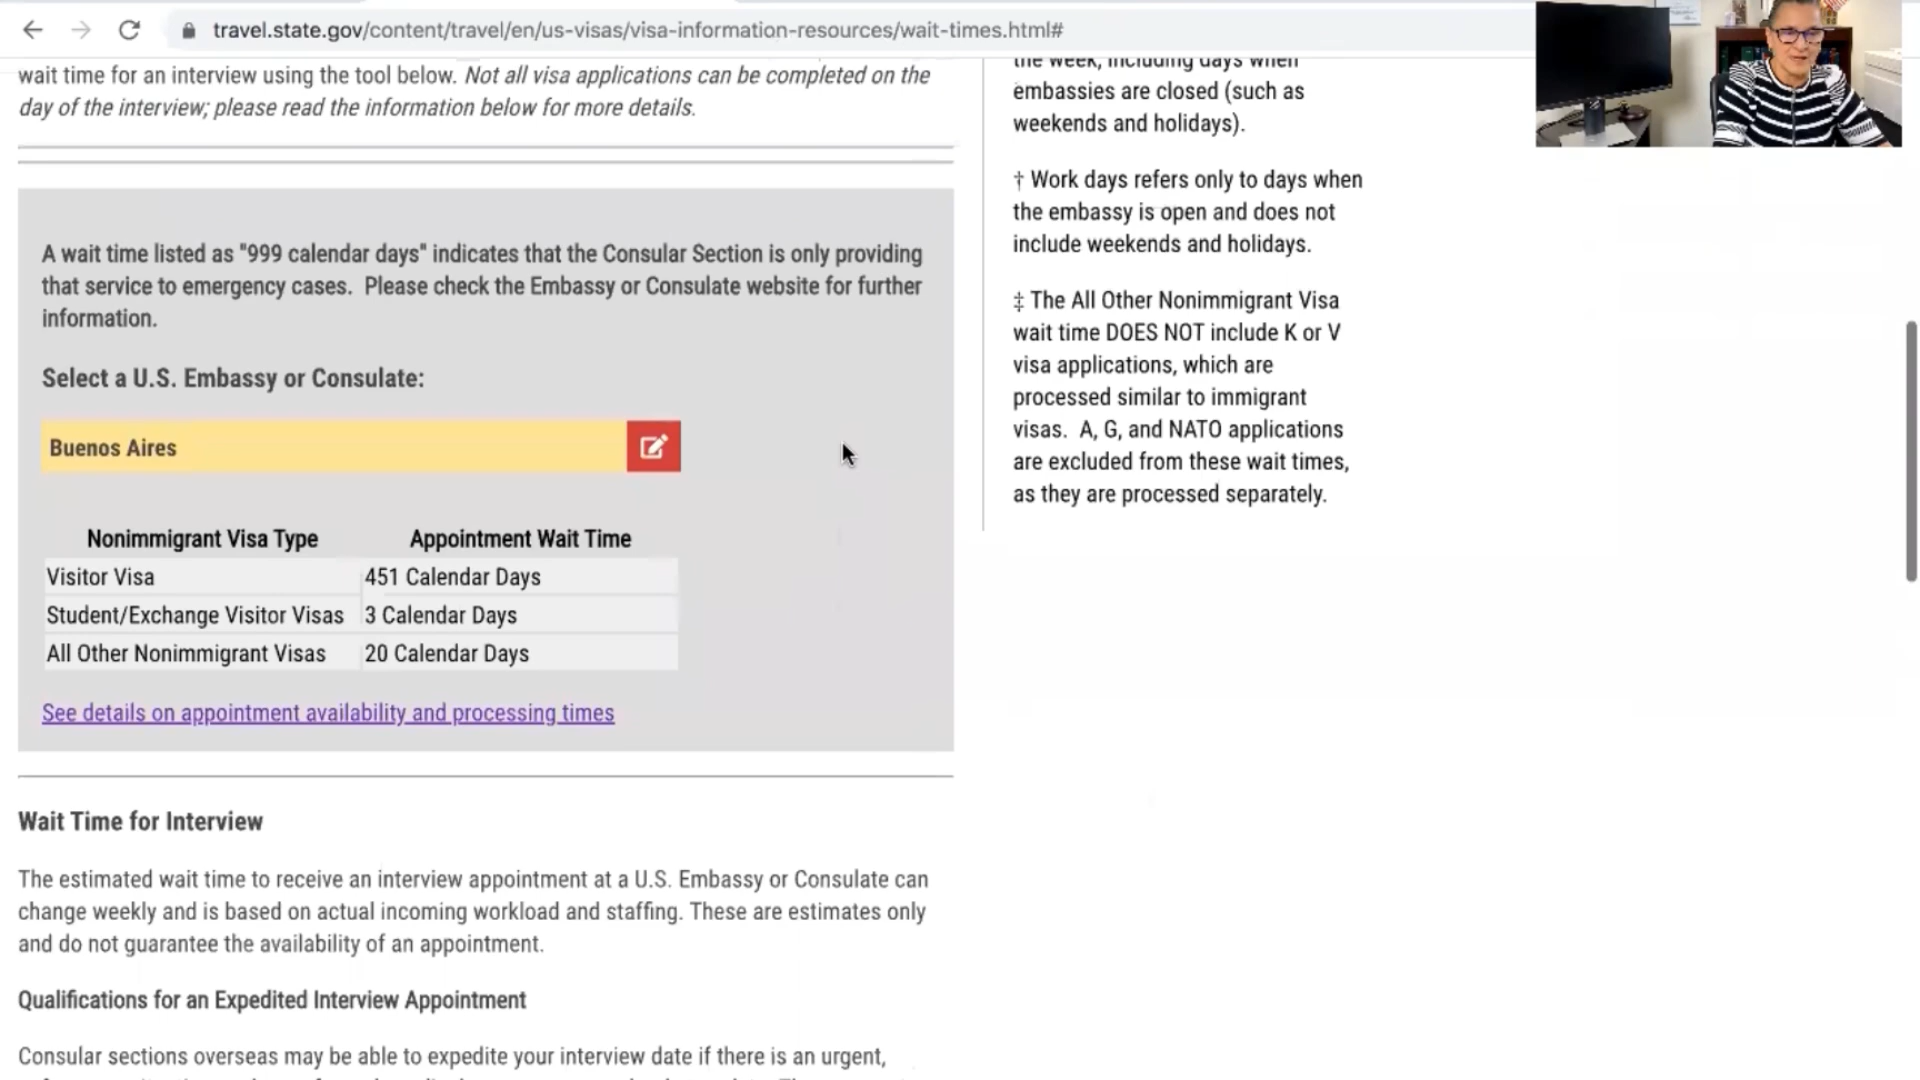 travel.state.gov/content/travel/en/us-visas/visa-information-resources/wait-times.html#
wait time for an interview using the tool below. Not all visa applications can be completed on the
day of the interview; please read the information below for more details.
A wait time listed as "999 calendar days" indicates that the Consular Section is only providing
that service to emergency cases.  Please check the Embassy or Consulate website for further
information.
Select a U.S. Embassy or Consulate:
Buenos Aires
Nonimmigrant Visa Type Appointment Wait Time
Visitor Visa 451 Calendar Days
Student/Exchange Visitor Visas 3 Calendar Days
All Other Nonimmigrant Visas 20 Calendar Days
See details on appointment availability and processing times
Wait Time for Interview
The estimated wait time to receive an interview appointment at a U.S. Embassy or Consulate can
change weekly and is based on actual incoming workload and staffing. These are estimates only
and do not guarantee the availability of an appointment.
Qualifications for an Expedited Interview Appointment
Consular sections overseas may be able to expedite your interview date if there is an urgent,
the week, including days when
embassies are closed (such as
weekends and holidays).
† Work days refers only to days when
the embassy is open and does not
include weekends and holidays.
‡ The All Other Nonimmigrant Visa
wait time DOES NOT include K or V
visa applications, which are
processed similar to immigrant
visas.  A, G, and NATO applications
are excluded from these wait times,
as they are processed separately.